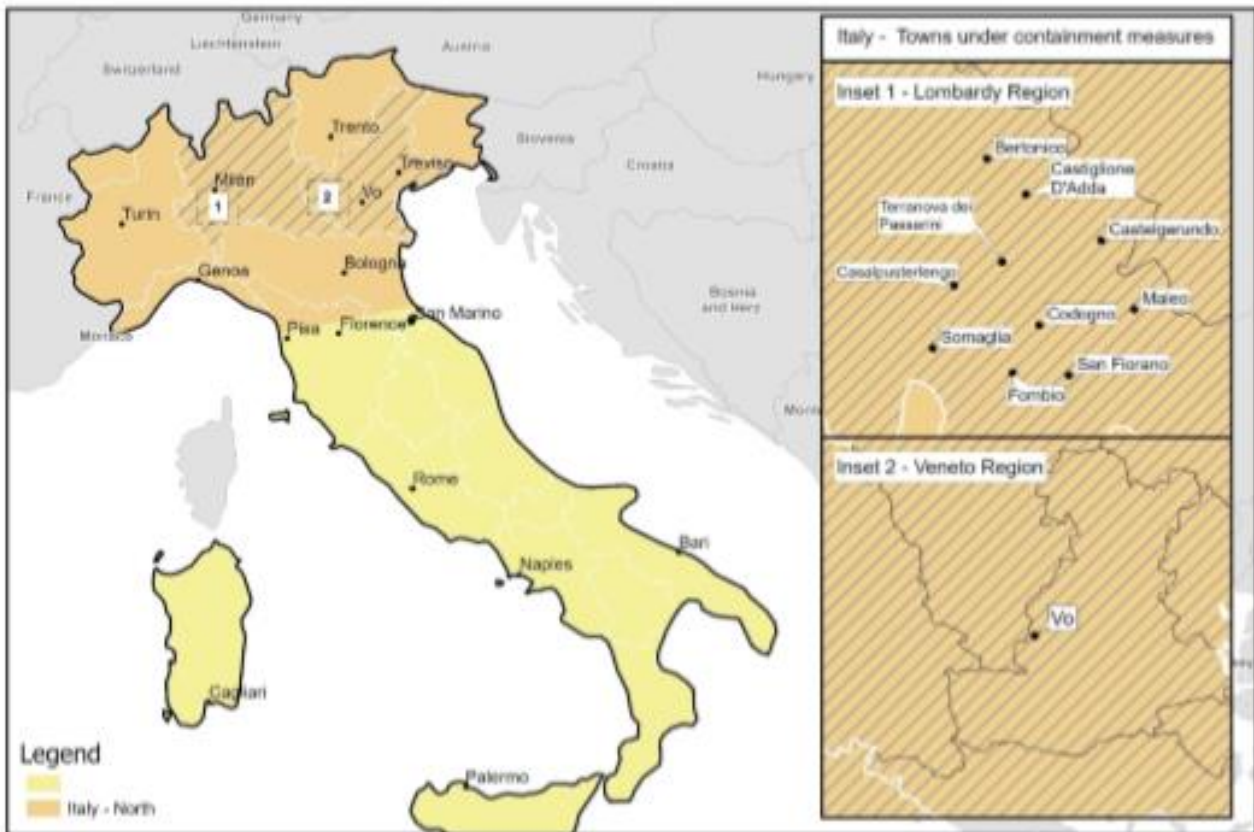 Germany
Liechtenstein
Austria
Switzerland
Hungary
Slovenia
Croatia
France
Bosnia
and Herz
Monaco
Trento
Treviso
Milan
Vo
1
2
Turin
Genoa
Bologna
San Marino
Pisa
Florence
Rome
Bari
Naples
Cagliari
Palermo
Legend
Italy - North
Italy - Towns under containment measures
Inset 1 - Lombardy Region
Bertonico
Castiglione
D'Adda
Terranova dei
Passerini
Castelgerundo
Casalpusterlengo
Maleo
Codogno
Somaglia
San Fiorano
Fombio
Inset 2 - Veneto Region
Vo